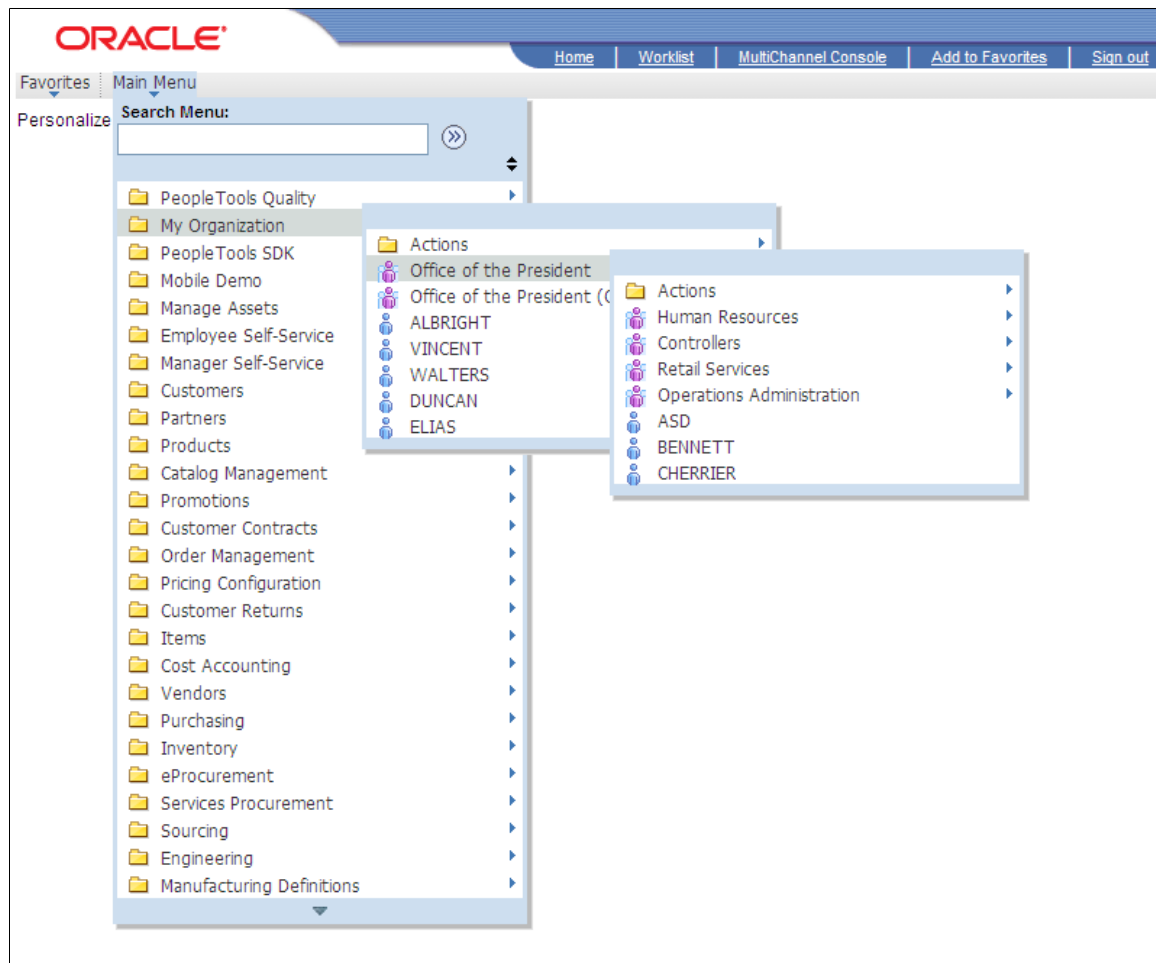 ORACLE
Home Worklist MultiChannel Console Add to Favorites Sign out
Favorites Main Menu
Personalize
Search Menu:
PeopleTools Quality
My Organization
PeopleTools SDK
Mobile Demo
Manage Assets
Employee Self-Service
Manager Self-Service
Customers
Partners
Products
Catalog Management
Promotions
Customer Contracts
Order Management
Pricing Configuration
Customer Returns
Items
Cost Accounting
Vendors
Purchasing
Inventory
eProcurement
Services Procurement
Sourcing
Engineering
Manufacturing Definitions
Actions
Office of the President
Office of the President (
ALBRIGHT
VINCENT
WALTERS
DUNCAN
ELIAS
Actions
Human Resources
Controllers
Retail Services
Operations Administration
ASD
BENNETT
CHERRIER